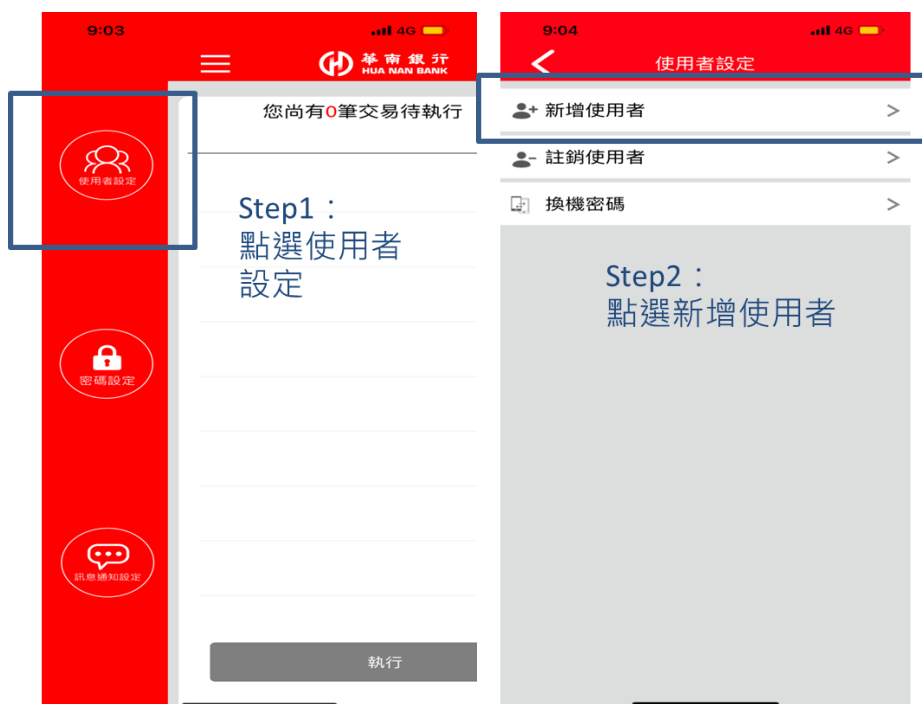 9:03
4G
華南銀行
HUA NAN BANK
您尚有0筆交易待執行
使用者設定
Step1：
點選使用者
設定
密碼設定
訊息通知設定
執行
9:04
4G
使用者設定
新增使用者
>
註銷使用者
>
換機密碼
>
Step2：
點選新增使用者